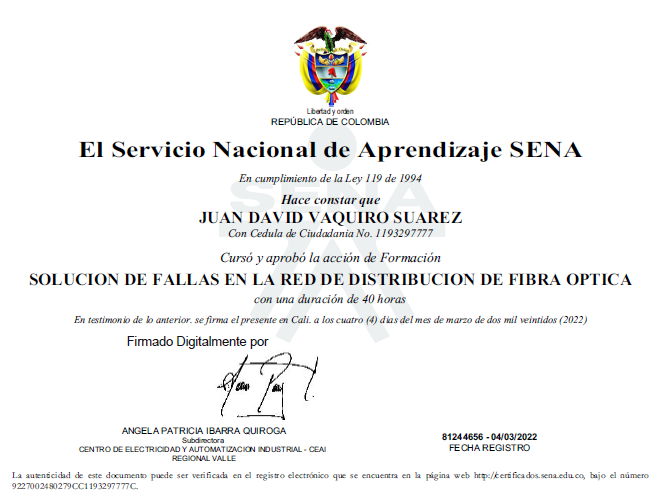 Libertad y orden
REPÚBLICA DE COLOMBIA
El Servicio Nacional de Aprendizaje SENA
En cumplimiento de la Ley 119 de 1994
SENA
Hace constar que
JUAN DAVID VAQUIRO SUAREZ
Con Cedula de Ciudadania No. 1193297777
Cursó y aprobó la acción de Formación
SOLUCION DE FALLAS EN LA RED DE DISTRIBUCION DE FIBRA OPTICA
con una duración de 40 horas
En testimonio de lo anterior. se firma el presente en Cali. a los cuatro (4) dias del mes de marzo de dos mil veintidos (2022)
Firmado Digitalmente por
ANGELA PATRICIA IBARRA QUIROGA
Subdirectora
CENTRO DE ELECTRICIDAD Y AUTOMATIZACION INDUSTRIAL - CEAI
REGIONAL VALLE
81244656 - 04/03/2022
FECHA REGISTRO
La autenticidad de este documento puede ser verificada en el registro electrónico que se encuentra en la página web http://certificados.sena.edu.co, bajo el número
9227002480279CC1193297777C.